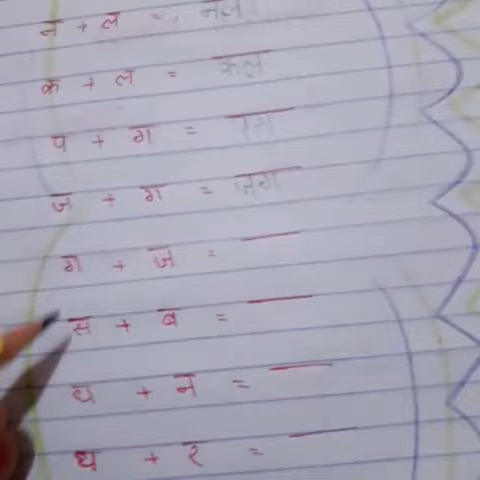 न + ल = नल
क + ल = कल
प + ग = पग
ज + ग = जग
ग + ज =
स + ब =
ध + न =
ध + र =